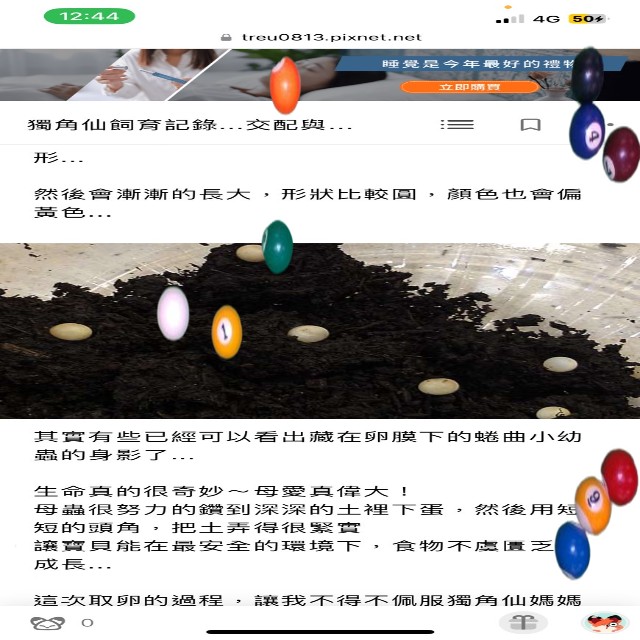 12:44
4G 50
treu0813.pixnet.net
睡覺是今年最好的禮物
立即購買
獨角仙飼育記錄...交配與...
形...
然後會漸漸的長大，形狀比較圓，顏色也會偏
黃色...
4
1
其實有些已經可以看出藏在卵膜下的蜷曲小幼
蟲的身影了...
生命真的很奇妙～母愛真偉大！
母蟲很努力的鑽到深深的土裡下蛋，然後用短
短的頭角，把土弄得很緊實
讓寶貝能在最安全的環境下，食物不虞匱乏
成長...
這次取卵的過程，讓我不得不佩服獨角仙媽媽
0